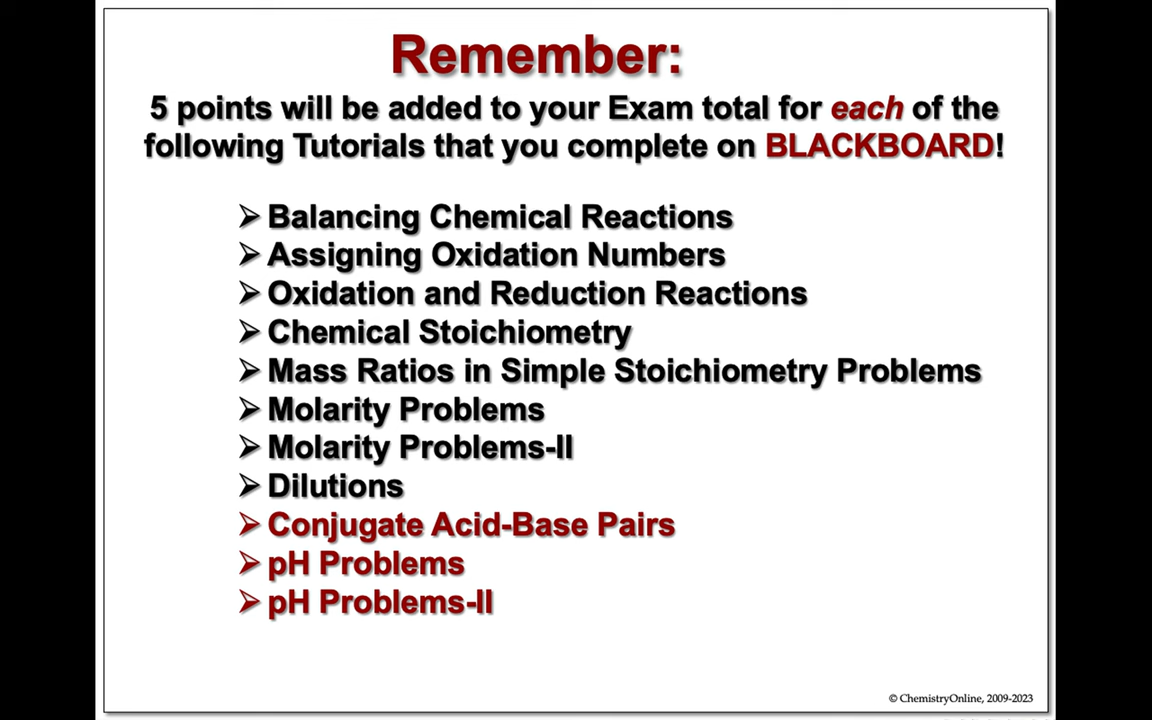 Remember:
5 points will be added to your Exam total for each of the
following Tutorials that you complete on BLACKBOARD!
➢ Balancing Chemical Reactions
➢ Assigning Oxidation Numbers
➢ Oxidation and Reduction Reactions
➢ Chemical Stoichiometry
➢ Mass Ratios in Simple Stoichiometry Problems
➢ Molarity Problems
➢ Molarity Problems-II
➢ Dilutions
➢ Conjugate Acid-Base Pairs
➢ pH Problems
➢ pH Problems-II
© ChemistryOnline, 2009-2023